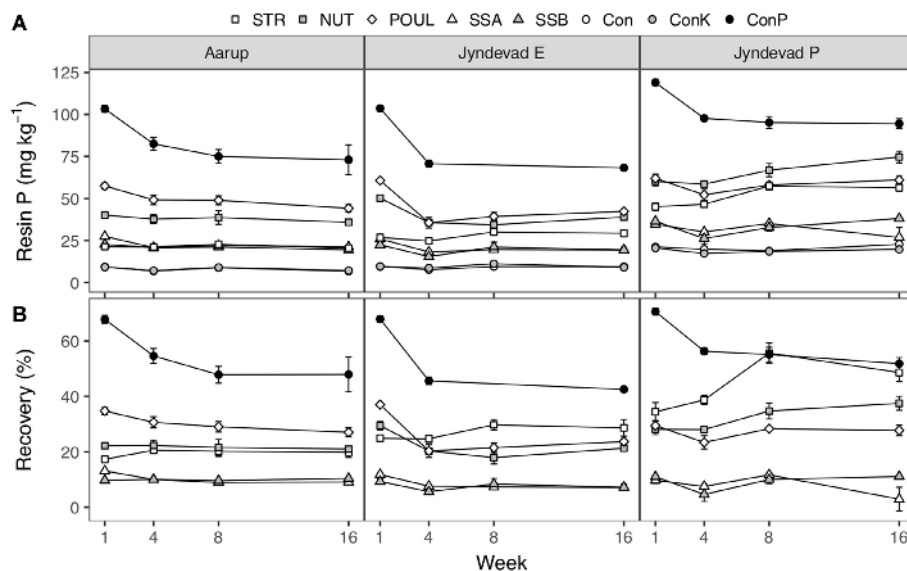 STR NUT POUL SSA SSB Con ConK ConP
A
Aarup Jyndevad E Jyndevad P
125
100
75
50
25
0
Resin P (mg kg⁻¹)
B
60
40
20
0
Recovery (%)
1 4 8 16 1 4 8 16 1 4 8 16
Week